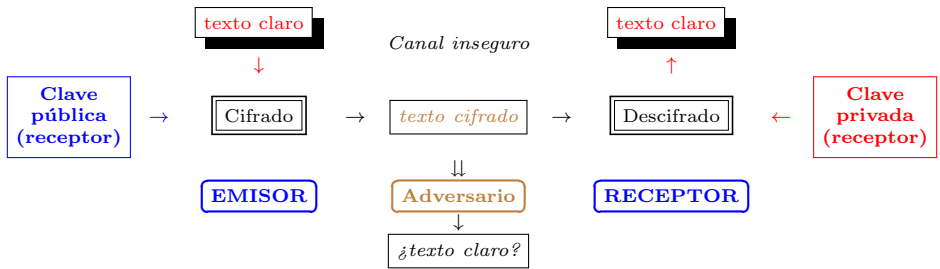 texto claro
texto claro
Canal inseguro
Clave
pública
(receptor)
→
↓
Cifrado
→
texto cifrado
→
Descifrado
↑
←
Clave
privada
(receptor)
⇊
EMISOR
Adversario
RECEPTOR
↓
¿texto claro?